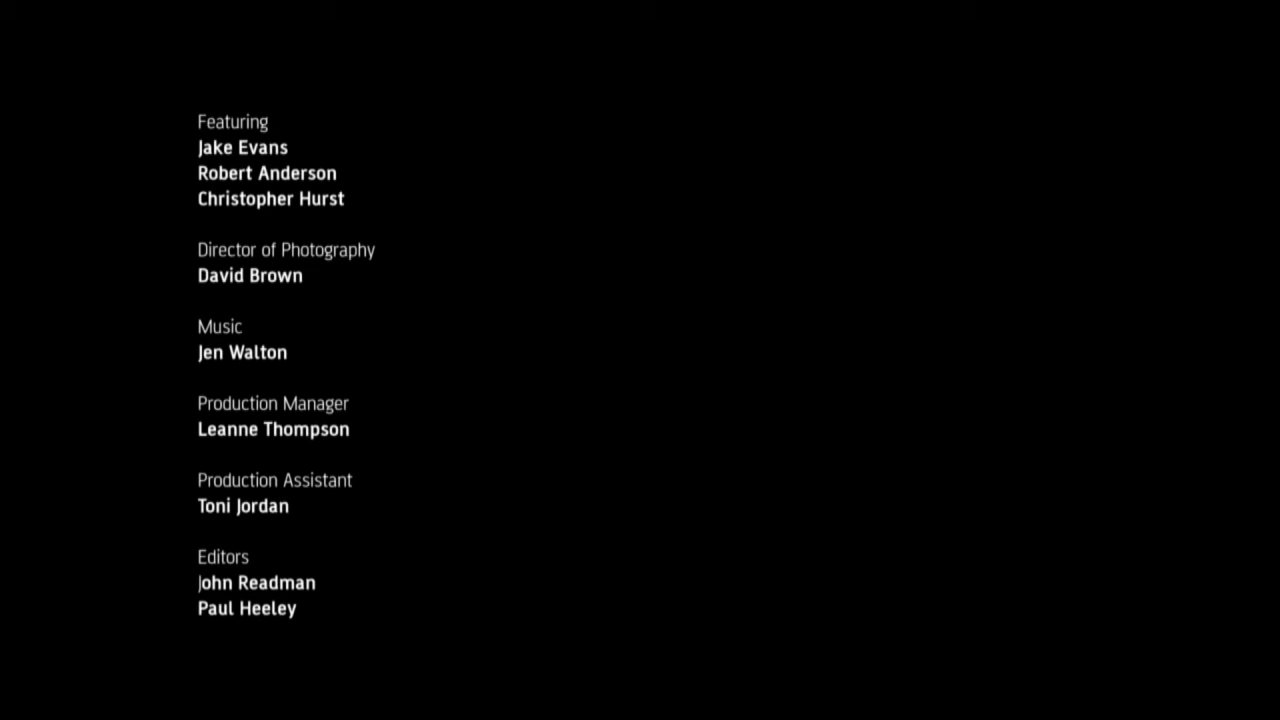 Featuring
Jake Evans
Robert Anderson
Christopher Hurst
Director of Photography
David Brown
Music
Jen Walton
Production Manager
Leanne Thompson
Production Assistant
Toni Jordan
Editors
John Readman
Paul Heeley